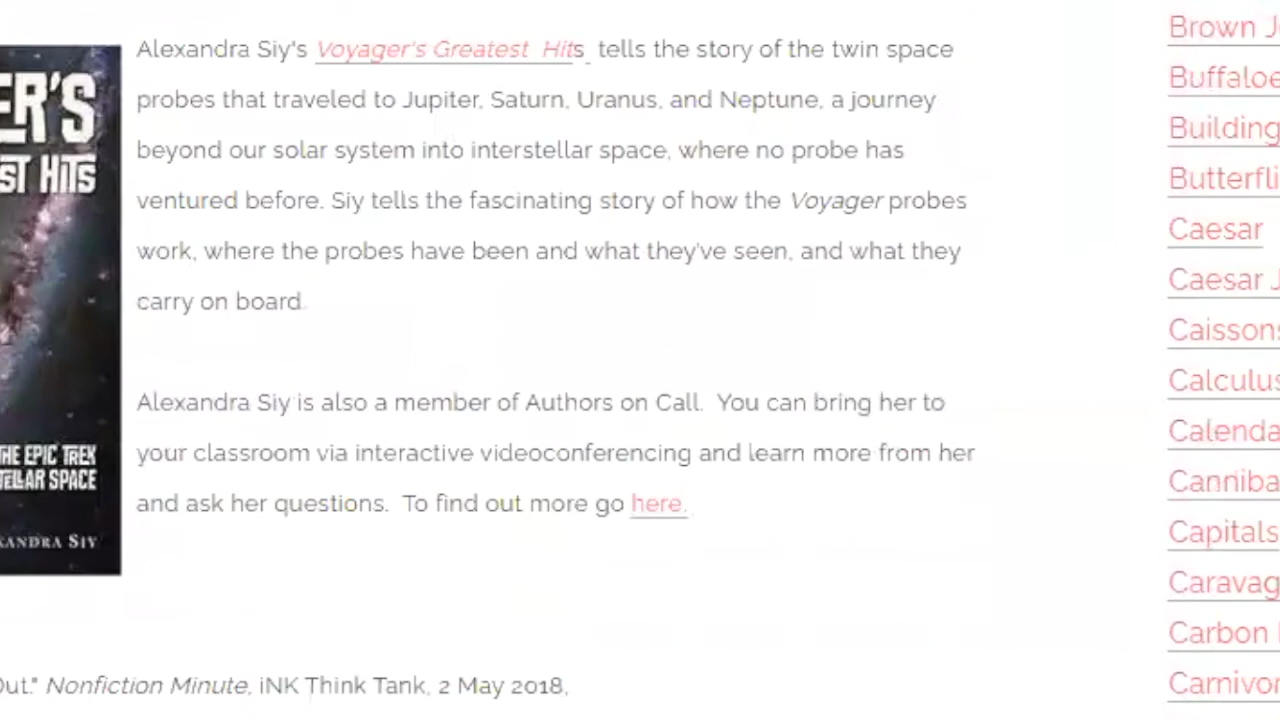 ER'S
ST HITS
THE EPIC TREK
TELLAR SPACE
XANDRA SIY
Alexandra Siy's Voyager's Greatest Hits tells the story of the twin space
probes that traveled to Jupiter, Saturn, Uranus, and Neptune, a journey
beyond our solar system into interstellar space, where no probe has
ventured before. Siy tells the fascinating story of how the Voyager probes
work, where the probes have been and what they've seen, and what they
carry on board.
Alexandra Siy is also a member of Authors on Call. You can bring her to
your classroom via interactive videoconferencing and learn more from her
and ask her questions. To find out more go here.
Out." Nonfiction Minute, iNK Think Tank, 2 May 2018,
Brown J
Buffaloe
Building
Butterfli
Caesar
Caesar J
Caissons
Calculus
Calenda
Canniba
Capitals
Caravag
Carbon
Carnivor